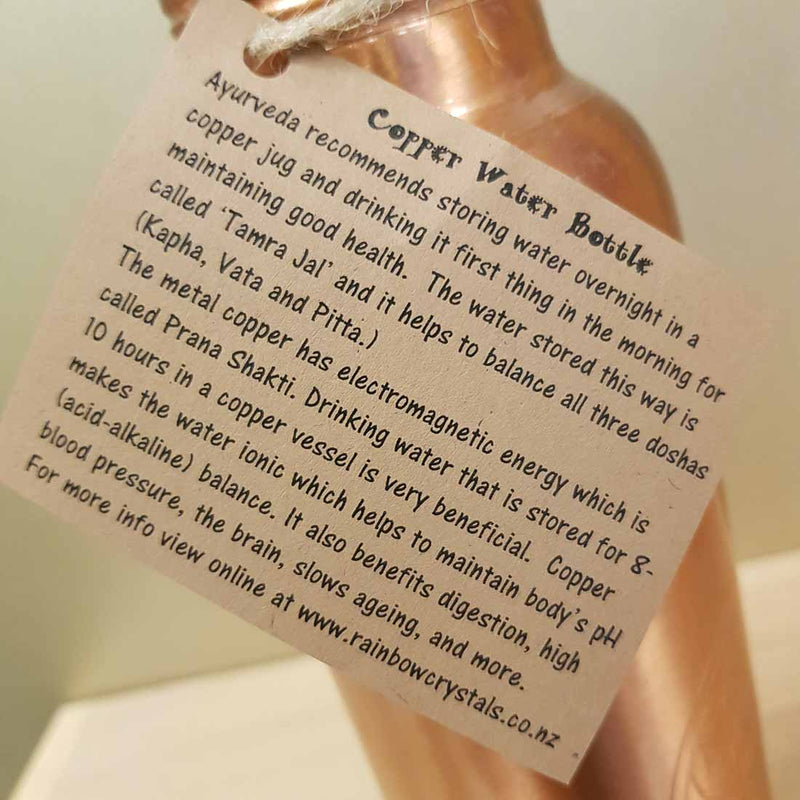 Copper Water Bottle
Ayurveda recommends storing water overnight in a
copper jug and drinking it first thing in the morning for
maintaining good health. The water stored this way is
called ‘Tamra Jal’ and it helps to balance all three doshas
(Kapha, Vata and Pitta.)
The metal copper has electromagnetic energy which is
called Prana Shakti. Drinking water that is stored for 8-
10 hours in a copper vessel is very beneficial. Copper
makes the water ionic which helps to maintain body's pH
(acid-alkaline) balance. It also benefits digestion, high
blood pressure, the brain, slows ageing, and more.
For more info view online at www.rainbowcrystals.co.nz